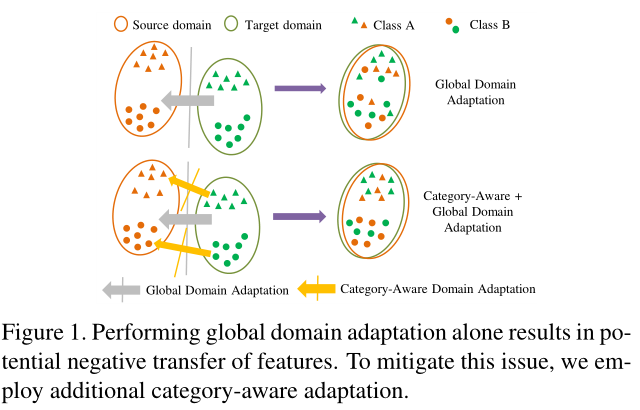 Source domain
Target domain
Class A
Class B
Global Domain
Adaptation
Category-Aware +
Global Domain
Adaptation
Global Domain Adaptation
Category-Aware Domain Adaptation
Figure 1. Performing global domain adaptation alone results in po-
tential negative transfer of features. To mitigate this issue, we em-
ploy additional category-aware adaptation.